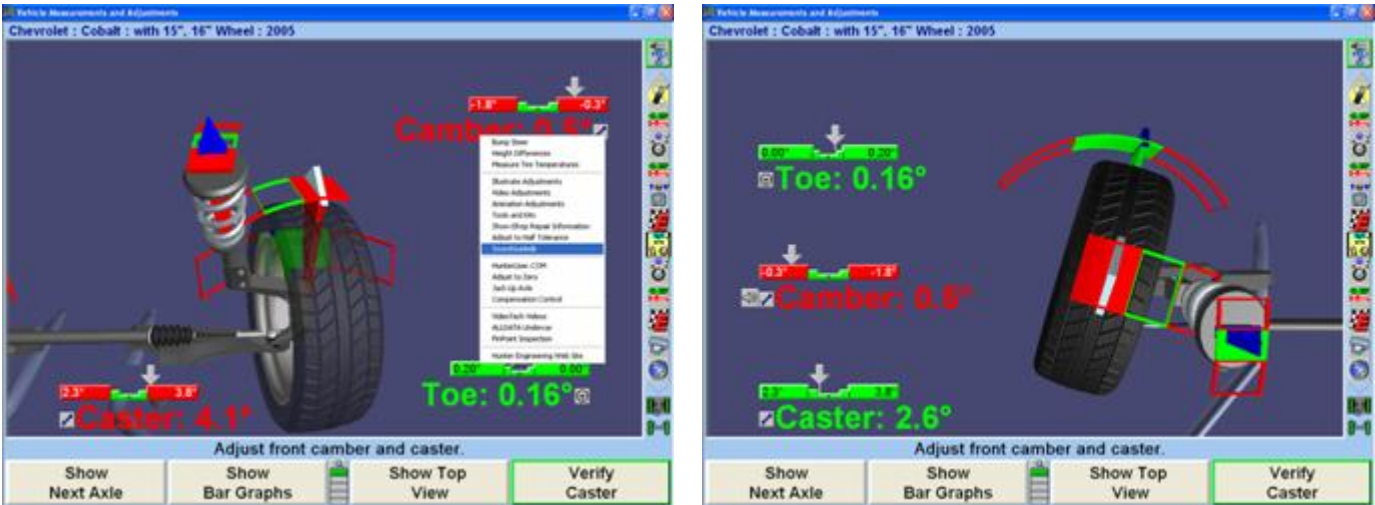 Vehicle Measurements and Adjustments
Chevrolet : Cobalt : with 15", 16" Wheel : 2005
-1.8° -0.3°
Camber: 0.5°
Bump Steer
Height Differences
Measure Tire Temperatures
Illustrate Adjustments
Video Adjustments
Animation Adjustments
Tools and Kits
Show Shop Repair Information
Adjust to Half Tolerance
HunterUser.COM
Adjust to Zero
Jack Up Axle
Compensation Control
VideoTech Videos
ALLDATA Undercar
PinPoint Inspection
Hunter Engineering Web Site
0.20° 0.00°
Toe: 0.16°
2.3° 3.8°
Caster: 4.1°
Adjust front camber and caster.
Show
Next Axle
Show
Bar Graphs
Show Top
View
Verify
Caster
Vehicle Measurements and Adjustments
Chevrolet : Cobalt : with 15", 16" Wheel : 2005
0.00° 0.20°
Toe: 0.16°
-0.3° -1.8°
Camber:
2.3° 3.8°
Caster: 2.6°
Adjust front camber and caster.
Show
Next Axle
Show
Bar Graphs
Show Top
View
Verify
Caster